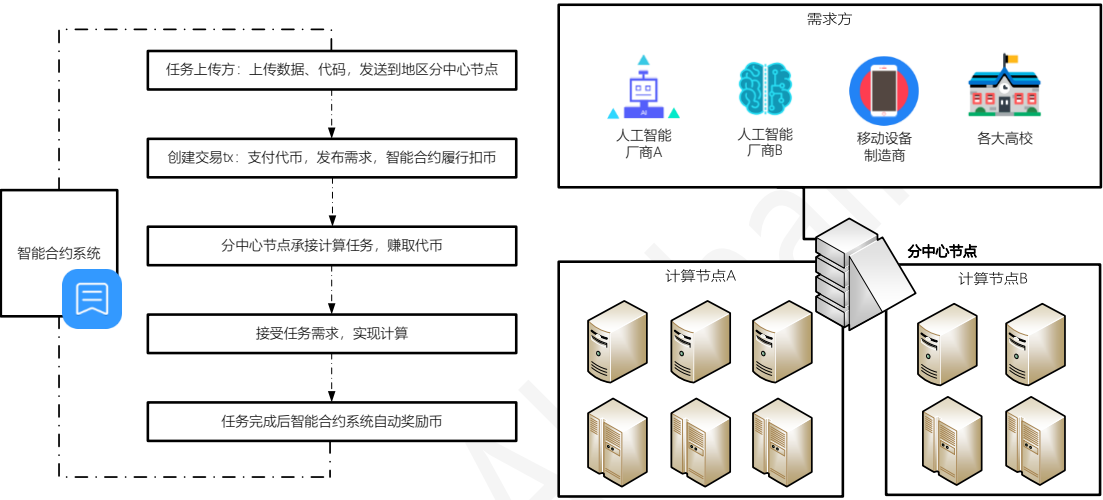 任务上传方：上传数据、代码，发送到地区分中心节点
创建交易tx：支付代币，发布需求，智能合约履行扣币
智能合约系统
分中心节点承接计算任务，赚取代币
接受任务需求，实现计算
任务完成后智能合约系统自动奖励币
需求方
AI
人工智能
厂商A
人工智能
厂商B
移动设备
制造商
各大高校
分中心节点
计算节点A
计算节点B